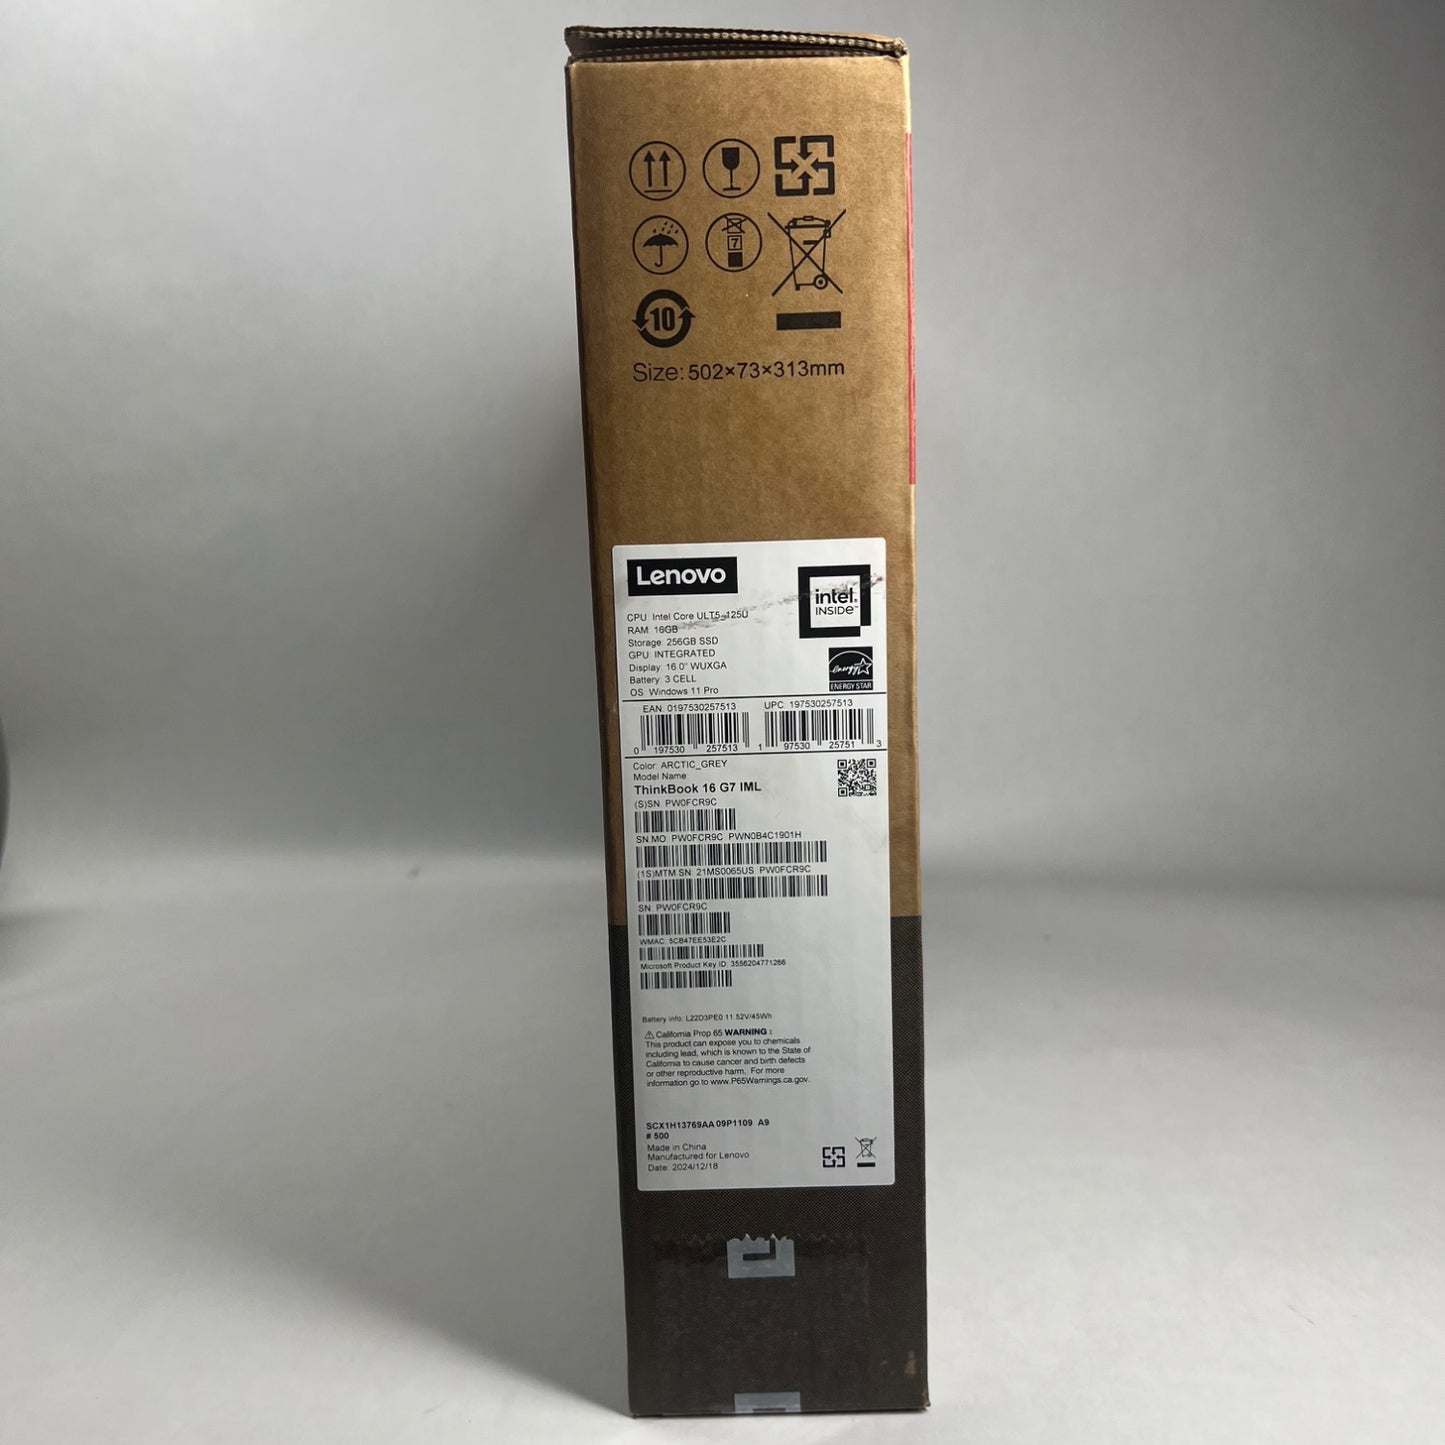 7
10
Size: 502×73×313mm
Lenovo
intel.
INSIDE™
CPU: Intel Core ULT5_125U
RAM: 16GB
Storage: 256GB SSD
GPU: INTEGRATED
Display: 16.0" WUXGA
Battery: 3 CELL
OS: Windows 11 Pro
energy
ENERGY STAR
EAN: 0197530257513
UPC: 197530257513
0 197530 257513
1 97530 25751 3
Color: ARCTIC_GREY
Model Name:
ThinkBook 16 G7 IML
(S)SN: PW0FCR9C
SN MO: PW0FCR9C PWN0B4C1901H
(1S)MTM SN: 21MS0065US PW0FCR9C
SN: PW0FCR9C
WMAC: 5CB47EE53E2C
Microsoft Product Key ID: 3556204771266
Battery info: L22D3PE0 11.52V/45Wh
⚠ California Prop 65 WARNING :
This product can expose you to chemicals
including lead, which is known to the State of
California to cause cancer and birth defects
or other reproductive harm. For more
information go to www.P65Warnings.ca.gov.
SCX1H13769AA 09P1109 A9
# 500
Made in China
Manufactured for Lenovo
Date: 2024/12/18